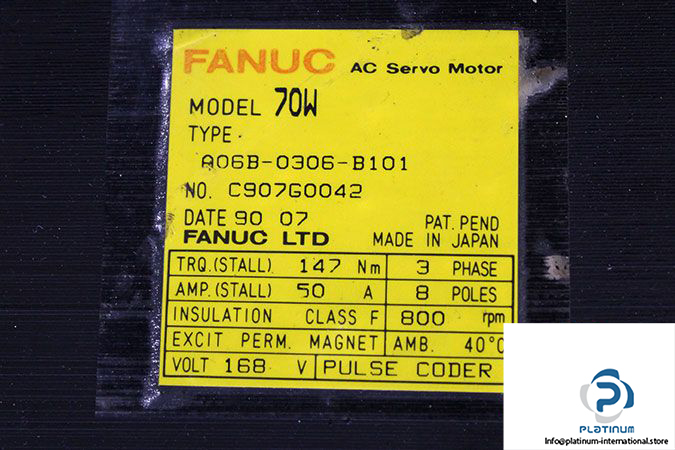 FANUC AC Servo Motor
MODEL 70W
TYPE
A06B-0306-B101
NO. C907G0042
DATE 90 07 PAT. PEND
FANUC LTD MADE IN JAPAN
TRQ.(STALL) 147 Nm 3 PHASE
AMP.(STALL) 50 A 8 POLES
INSULATION CLASS F 800 rpm
EXCIT PERM. MAGNET AMB. 40°C
VOLT 168 V PULSE CODER
PLATINUM
Info@platinum-international.store